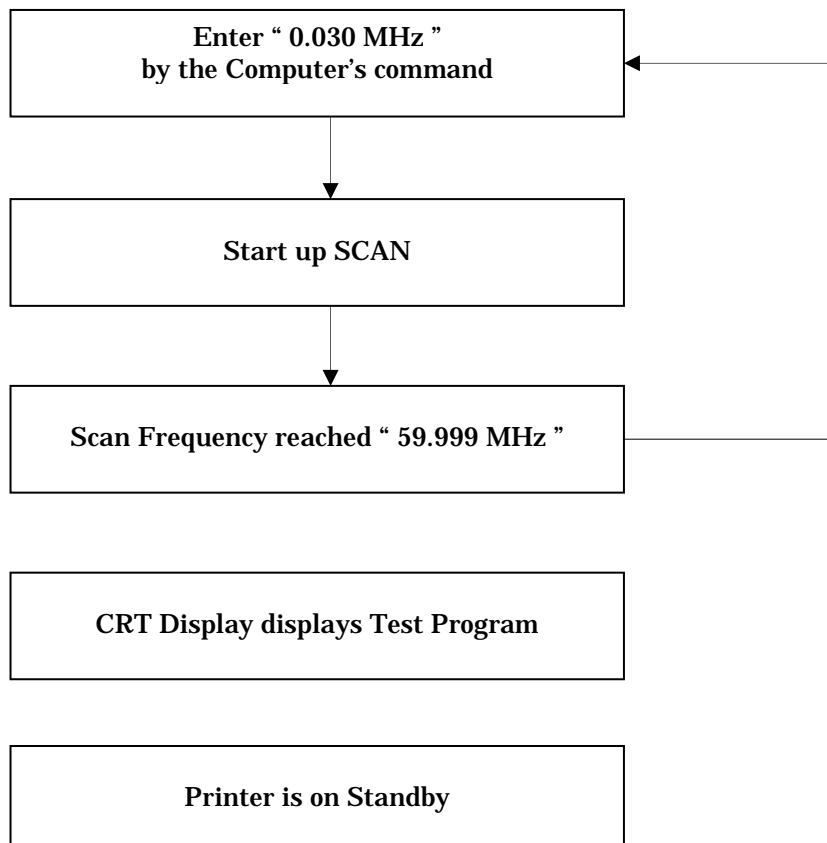 Enter “ 0.030 MHz ”
by the Computer’s command
Start up SCAN
Scan Frequency reached “ 59.999 MHz ”
CRT Display displays Test Program
Printer is on Standby